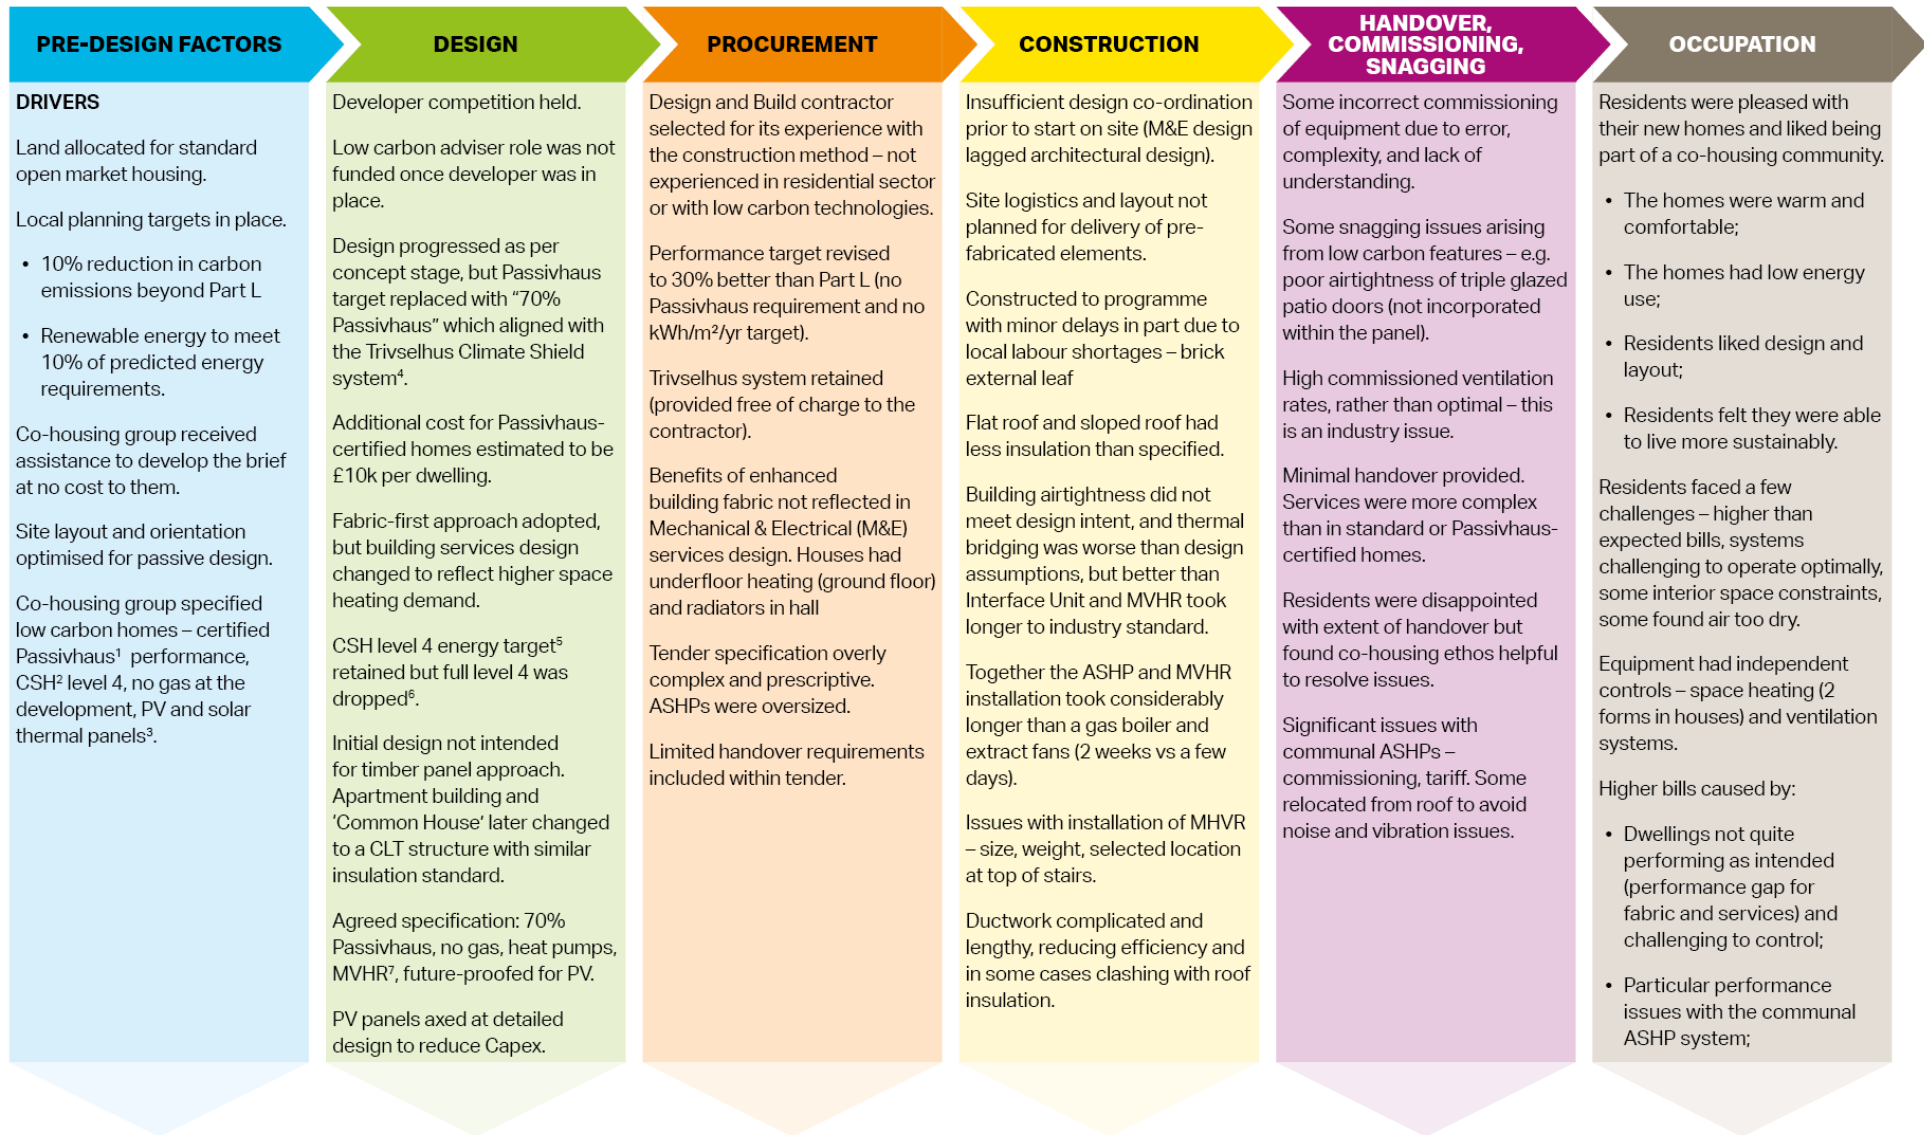 PRE-DESIGN FACTORS
DRIVERS
Land allocated for standard
open market housing.
Local planning targets in place.
• 10% reduction in carbon
emissions beyond Part L
• Renewable energy to meet
10% of predicted energy
requirements.
Co-housing group received
assistance to develop the brief
at no cost to them.
Site layout and orientation
optimised for passive design.
Co-housing group specified
low carbon homes – certified
Passivhaus¹ performance,
CSH² level 4, no gas at the
development, PV and solar
thermal panels³.
DESIGN
Developer competition held.
Low carbon adviser role was not
funded once developer was in
place.
Design progressed as per
concept stage, but Passivhaus
target replaced with “70%
Passivhaus” which aligned with
the Trivselhus Climate Shield
system⁴.
Additional cost for Passivhaus-
certified homes estimated to be
£10k per dwelling.
Fabric-first approach adopted,
but building services design
changed to reflect higher space
heating demand.
CSH level 4 energy target⁵
retained but full level 4 was
dropped⁶.
Initial design not intended
for timber panel approach.
Apartment building and
‘Common House’ later changed
to a CLT structure with similar
insulation standard.
Agreed specification: 70%
Passivhaus, no gas, heat pumps,
MVHR⁷, future-proofed for PV.
PV panels axed at detailed
design to reduce Capex.
PROCUREMENT
Design and Build contractor
selected for its experience with
the construction method – not
experienced in residential sector
or with low carbon technologies.
Performance target revised
to 30% better than Part L (no
Passivhaus requirement and no
kWh/m²/yr target).
Trivselhus system retained
(provided free of charge to the
contractor).
Benefits of enhanced
building fabric not reflected in
Mechanical & Electrical (M&E)
services design. Houses had
underfloor heating (ground floor)
and radiators in hall
Tender specification overly
complex and prescriptive.
ASHPs were oversized.
Limited handover requirements
included within tender.
CONSTRUCTION
Insufficient design co-ordination
prior to start on site (M&E design
lagged architectural design).
Site logistics and layout not
planned for delivery of pre-
fabricated elements.
Constructed to programme
with minor delays in part due to
local labour shortages – brick
external leaf
Flat roof and sloped roof had
less insulation than specified.
Building airtightness did not
meet design intent, and thermal
bridging was worse than design
assumptions, but better than
Interface Unit and MVHR took
longer to industry standard.
Together the ASHP and MVHR
installation took considerably
longer than a gas boiler and
extract fans (2 weeks vs a few
days).
Issues with installation of MHVR
– size, weight, selected location
at top of stairs.
Ductwork complicated and
lengthy, reducing efficiency and
in some cases clashing with roof
insulation.
HANDOVER,
COMMISSIONING,
SNAGGING
Some incorrect commissioning
of equipment due to error,
complexity, and lack of
understanding.
Some snagging issues arising
from low carbon features – e.g.
poor airtightness of triple glazed
patio doors (not incorporated
within the panel).
High commissioned ventilation
rates, rather than optimal – this
is an industry issue.
Minimal handover provided.
Services were more complex
than in standard or Passivhaus-
certified homes.
Residents were disappointed
with extent of handover but
found co-housing ethos helpful
to resolve issues.
Significant issues with
communal ASHPs –
commissioning, tariff. Some
relocated from roof to avoid
noise and vibration issues.
OCCUPATION
Residents were pleased with
their new homes and liked being
part of a co-housing community.
• The homes were warm and
comfortable;
• The homes had low energy
use;
• Residents liked design and
layout;
• Residents felt they were able
to live more sustainably.
Residents faced a few
challenges – higher than
expected bills, systems
challenging to operate optimally,
some interior space constraints,
some found air too dry.
Equipment had independent
controls – space heating (2
forms in houses) and ventilation
systems.
Higher bills caused by:
• Dwellings not quite
performing as intended
(performance gap for
fabric and services) and
challenging to control;
• Particular performance
issues with the communal
ASHP system;